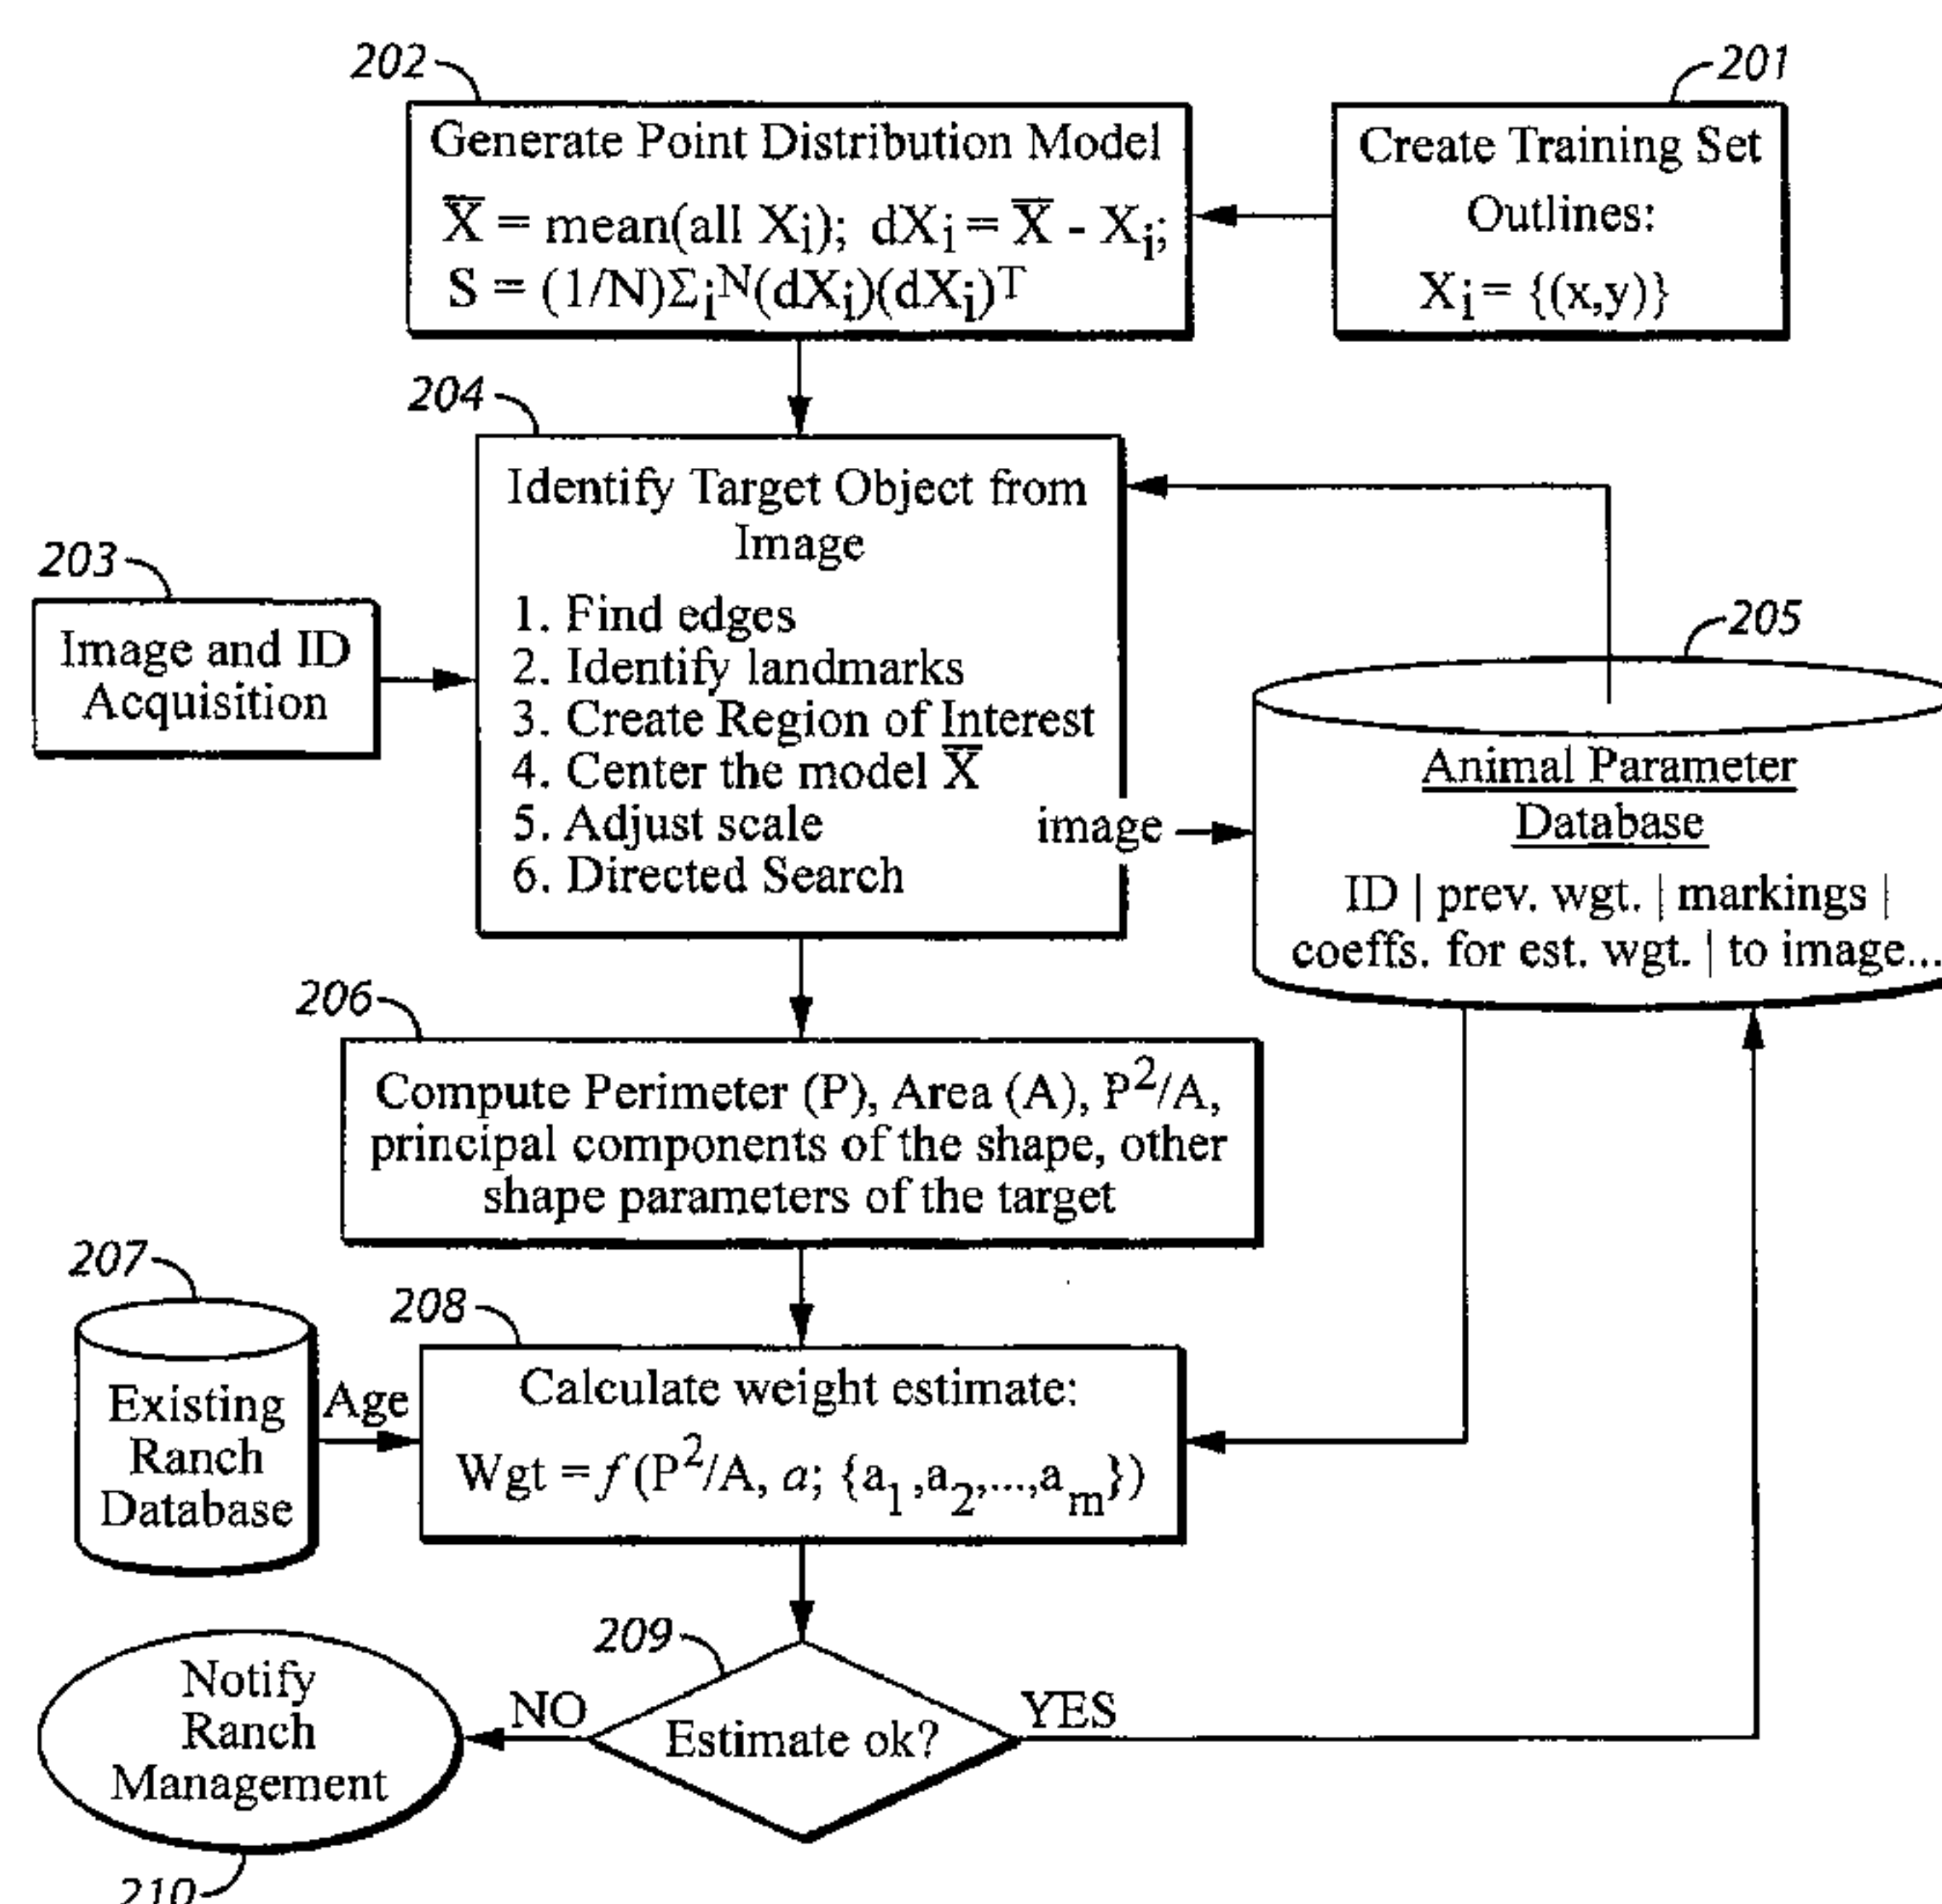 202
201
Generate Point Distribution Model
X̅ = mean(all Xi); dXi = X̅ - Xi;
S = (1/N)ΣiN(dXi)(dXi)T
Create Training Set
Outlines:
Xi = {(x,y)}
204
Identify Target Object from
Image
1. Find edges
2. Identify landmarks
3. Create Region of Interest
4. Center the model X̅
5. Adjust scale
6. Directed Search
image
203
Image and ID
Acquisition
205
Animal Parameter
Database
ID | prev. wgt. | markings |
coeffs. for est. wgt. | to image...
206
Compute Perimeter (P), Area (A), P²/A,
principal components of the shape, other
shape parameters of the target
207
Existing
Ranch
Database
Age
208
Calculate weight estimate:
Wgt = f (P²/A, a; {a₁,a₂,...,aₘ})
209
Estimate ok?
NO
YES
Notify
Ranch
Management
210